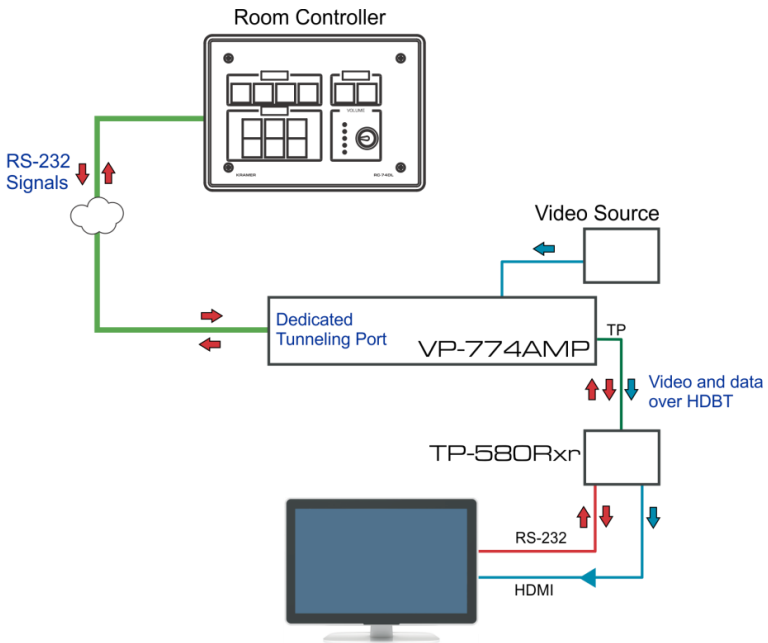 Room Controller
VOLUME
KRAMER
RC-74DL
RS-232
Signals
Video Source
Dedicated
Tunneling Port
VP-774AMP
TP
Video and data
over HDBT
TP-580Rxr
RS-232
HDMI